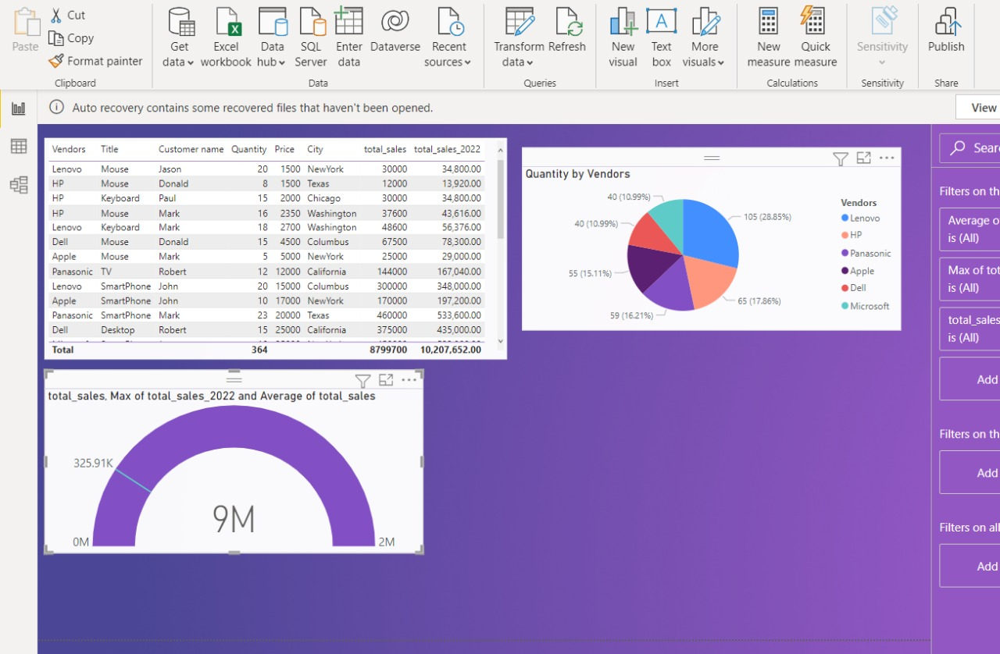 Paste
Cut
Copy
Format painter
Clipboard
Get data
Excel workbook
Data hub
SQL Server
Enter data
Dataverse
Recent sources
Data
Transform data
Refresh
Queries
New visual
Text box
More visuals
Insert
New measure
Quick measure
Calculations
Sensitivity
Sensitivity
Publish
Share
Auto recovery contains some recovered files that haven't been opened.
View
Vendors Title Customer name Quantity Price City total_sales total_sales_2022
Lenovo Mouse Jason 20 1500 NewYork 30000 34,800.00
HP Mouse Donald 8 1500 Texas 12000 13,920.00
HP Keyboard Paul 15 2000 Chicago 30000 34,800.00
HP Mouse Mark 16 2350 Washington 37600 43,616.00
Lenovo Keyboard Mark 18 2700 Washington 48600 56,376.00
Dell Mouse Donald 15 4500 Columbus 67500 78,300.00
Apple Mouse Mark 5 5000 NewYork 25000 29,000.00
Panasonic TV Robert 12 12000 California 144000 167,040.00
Lenovo SmartPhone John 20 15000 Columbus 300000 348,000.00
Apple SmartPhone John 10 17000 NewYork 170000 197,200.00
Panasonic SmartPhone Mark 23 20000 Texas 460000 533,600.00
Dell Desktop Robert 15 25000 California 375000 435,000.00
Total 364 8799700 10,207,652.00
Quantity by Vendors
40 (10.99%)
40 (10.99%)
55 (15.11%)
59 (16.21%)
105 (28.85%)
65 (17.86%)
Vendors
Lenovo
HP
Panasonic
Apple
Dell
Microsoft
total_sales, Max of total_sales_2022 and Average of total_sales
325.91K
9M
0M
2M
Sear
Filters on th
Average o
is (All)
Max of tot
is (All)
total_sales
is (All)
Add
Filters on th
Add
Filters on all
Add